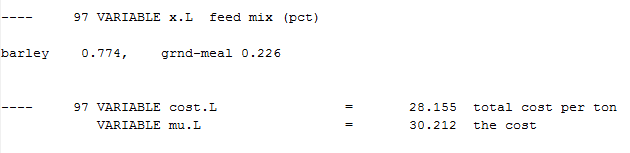 ----     97 VARIABLE x.L  feed mix (pct)
barley    0.774,    grnd-meal 0.226
----     97 VARIABLE cost.L                =       28.155  total cost per ton
            VARIABLE mu.L                  =       30.212  the cost